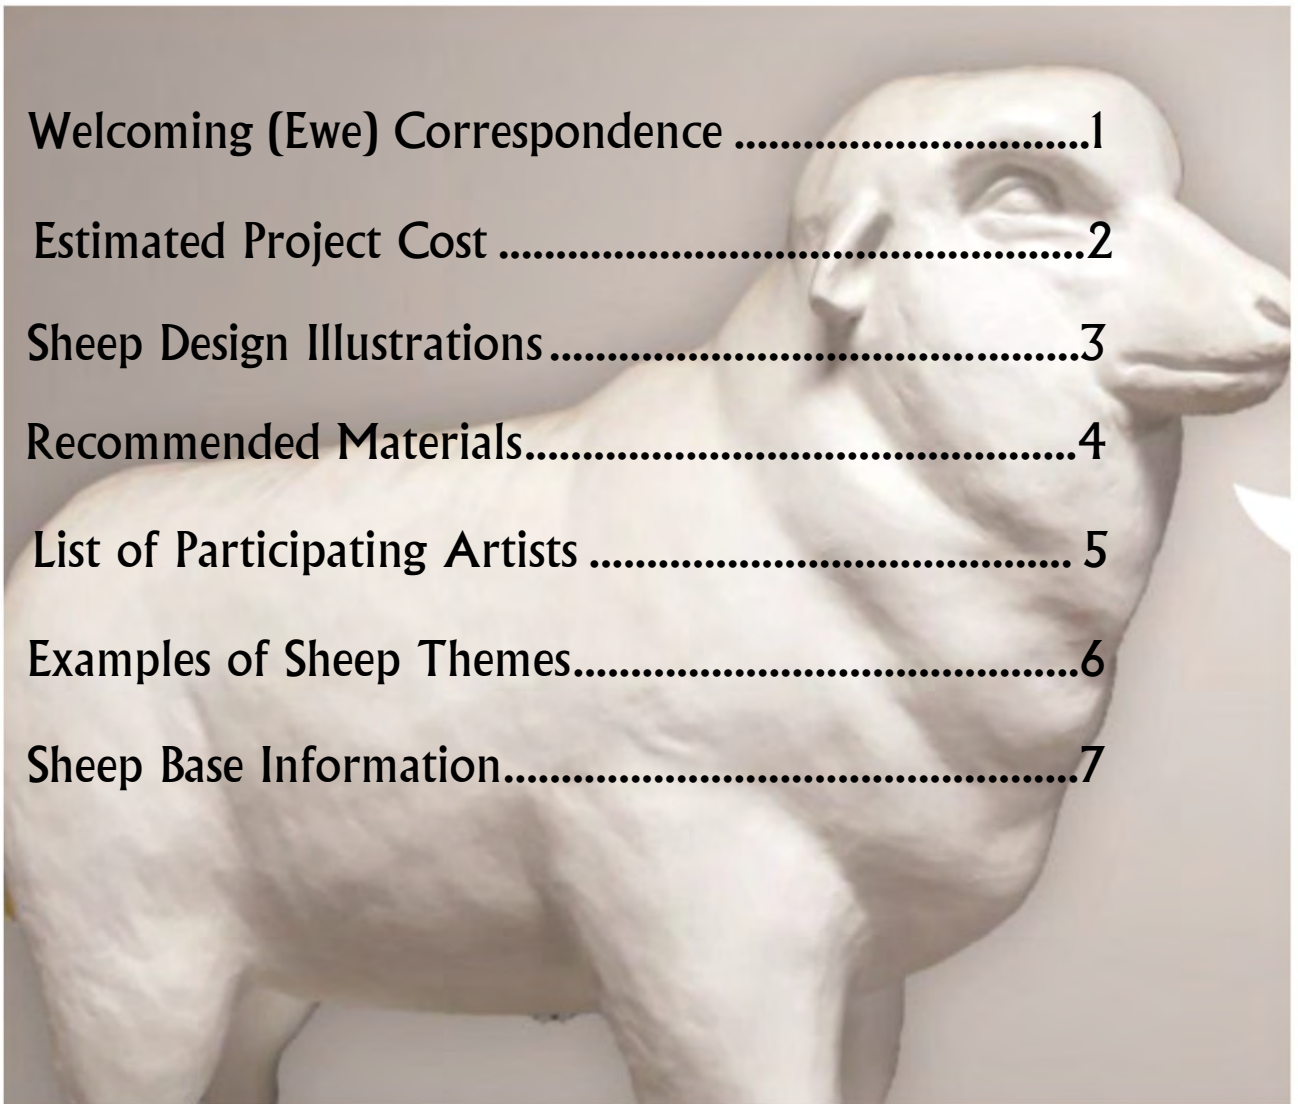 Welcoming (Ewe) Correspondence ...............................1
Estimated Project Cost ...................................................2
Sheep Design Illustrations..............................................3
Recommended Materials................................................4
List of Participating Artists .......................................... 5
Examples of Sheep Themes............................................6
Sheep Base Information..................................................7